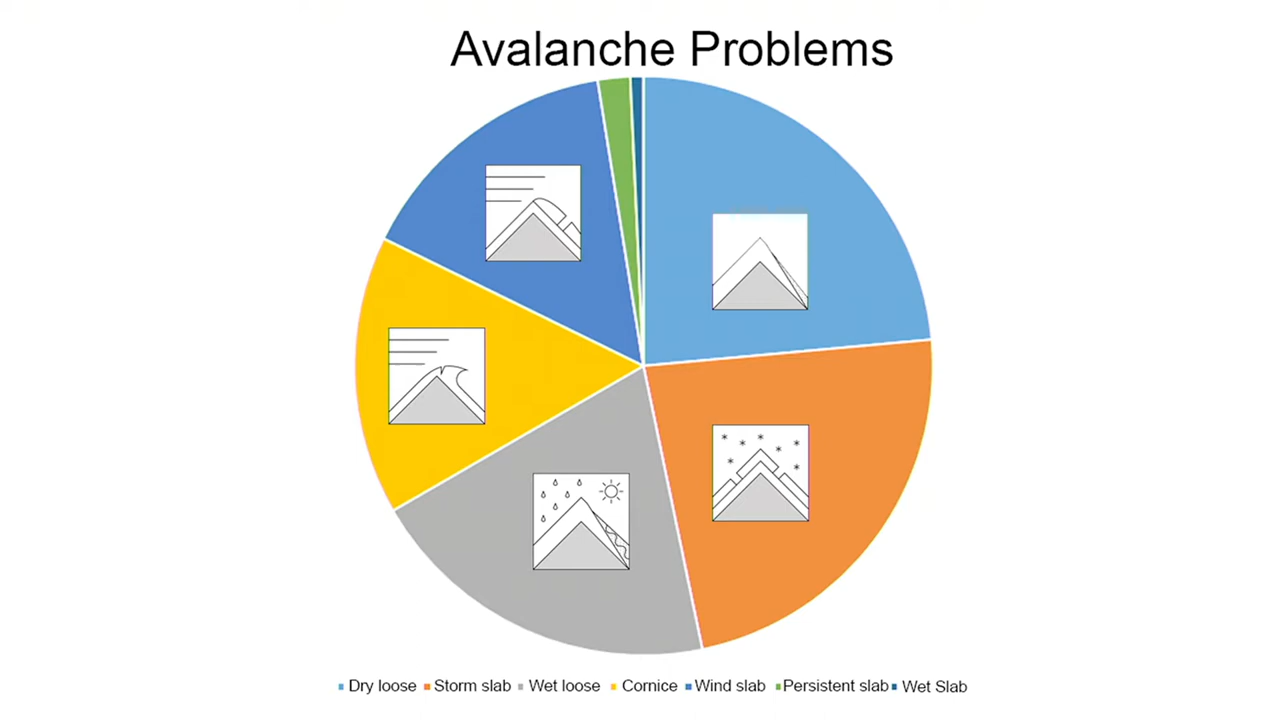 Avalanche Problems
Dry loose Storm slab Wet loose Cornice Wind slab Persistent slab Wet Slab